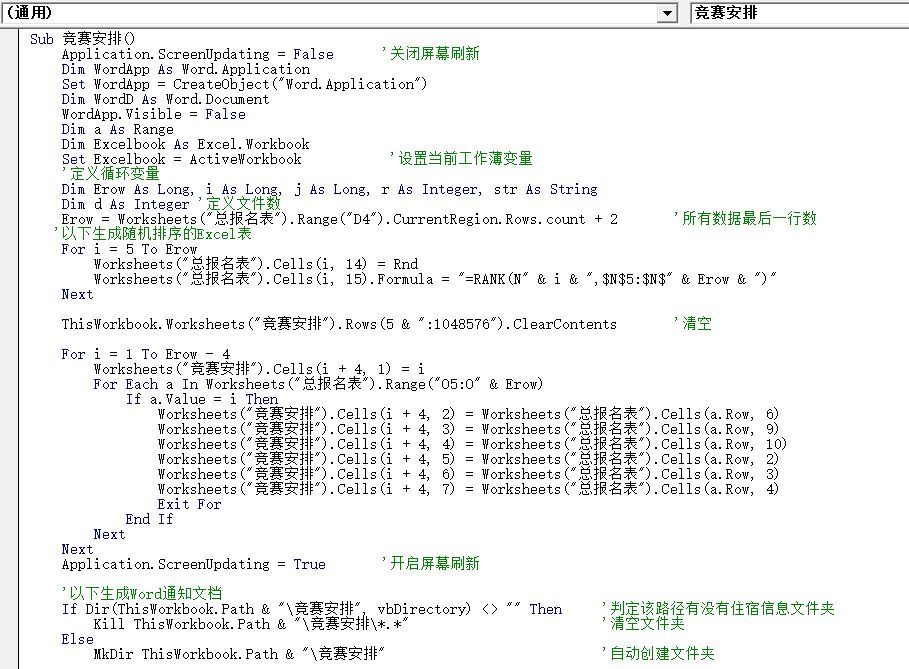 (通用) 竞赛安排
Sub 竞赛安排()
Application.ScreenUpdating = False '关闭屏幕刷新
Dim WordApp As Word.Application
Set WordApp = CreateObject("Word.Application")
Dim WordD As Word.Document
WordApp.Visible = False
Dim a As Range
Dim Excelbook As Excel.Workbook
Set Excelbook = ActiveWorkbook '设置当前工作薄变量
'定义循环变量
Dim Erow As Long, i As Long, j As Long, r As Integer, str As String
Dim d As Integer '定义文件数
Erow = Worksheets("总报名表").Range("D4").CurrentRegion.Rows.count + 2 '所有数据最后一行数
'以下生成随机排序的Excel表
For i = 5 To Erow
Worksheets("总报名表").Cells(i, 14) = Rnd
Worksheets("总报名表").Cells(i, 15).Formula = "=RANK(N" & i & ",$N$5:$N$" & Erow & ")"
Next
ThisWorkbook.Worksheets("竞赛安排").Rows(5 & ":1048576").ClearContents '清空
For i = 1 To Erow - 4
Worksheets("竞赛安排").Cells(i + 4, 1) = i
For Each a In Worksheets("总报名表").Range("O5:O" & Erow)
If a.Value = i Then
Worksheets("竞赛安排").Cells(i + 4, 2) = Worksheets("总报名表").Cells(a.Row, 6)
Worksheets("竞赛安排").Cells(i + 4, 3) = Worksheets("总报名表").Cells(a.Row, 9)
Worksheets("竞赛安排").Cells(i + 4, 4) = Worksheets("总报名表").Cells(a.Row, 10)
Worksheets("竞赛安排").Cells(i + 4, 5) = Worksheets("总报名表").Cells(a.Row, 2)
Worksheets("竞赛安排").Cells(i + 4, 6) = Worksheets("总报名表").Cells(a.Row, 3)
Worksheets("竞赛安排").Cells(i + 4, 7) = Worksheets("总报名表").Cells(a.Row, 4)
Exit For
End If
Next
Next
Application.ScreenUpdating = True '开启屏幕刷新
'以下生成Word通知文档
If Dir(ThisWorkbook.Path & "\竞赛安排", vbDirectory) <> "" Then '判定该路径有没有住宿信息文件夹
Kill ThisWorkbook.Path & "\竞赛安排\*.*" '清空文件夹
Else
MkDir ThisWorkbook.Path & "\竞赛安排" '自动创建文件夹